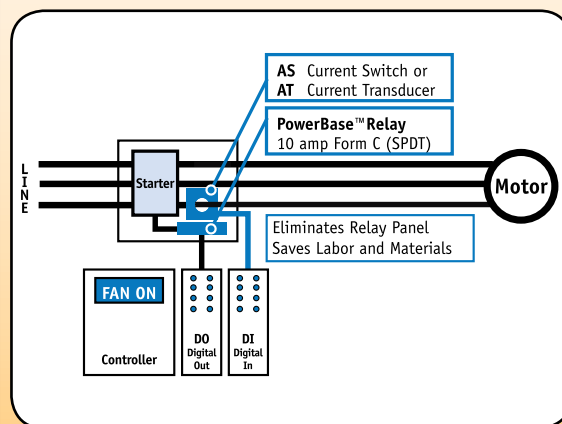 AS Current Switch or
AT Current Transducer
PowerBase™Relay
10 amp Form C (SPDT)
L
I
N
E
Starter
Motor
Eliminates Relay Panel
Saves Labor and Materials
FAN ON
Controller
DO
Digital
Out
DI
Digital
In